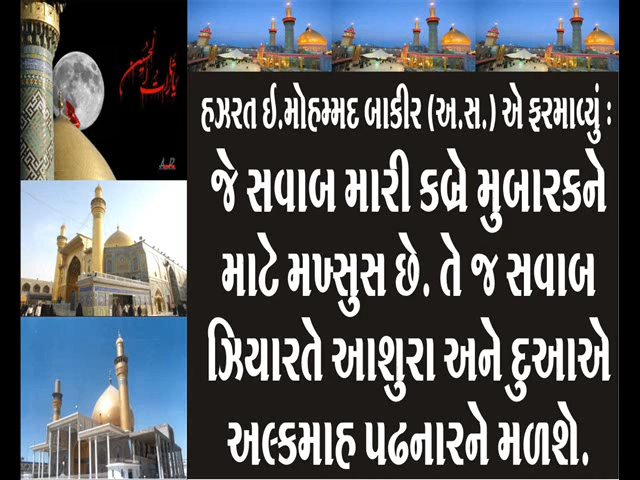 હઝરત ઈ.મોહમ્મદ બાકીર (અ.સ.) એ ફરમાવ્યું :
જે સવાબ મારી કબ્રે મુબારકને
માટે મખ્સુસ છે. તે જ સવાબ
ઝિયારતે આશુરા અને દુઆએ
અલ્કમાહ પઢનારને મળશે.